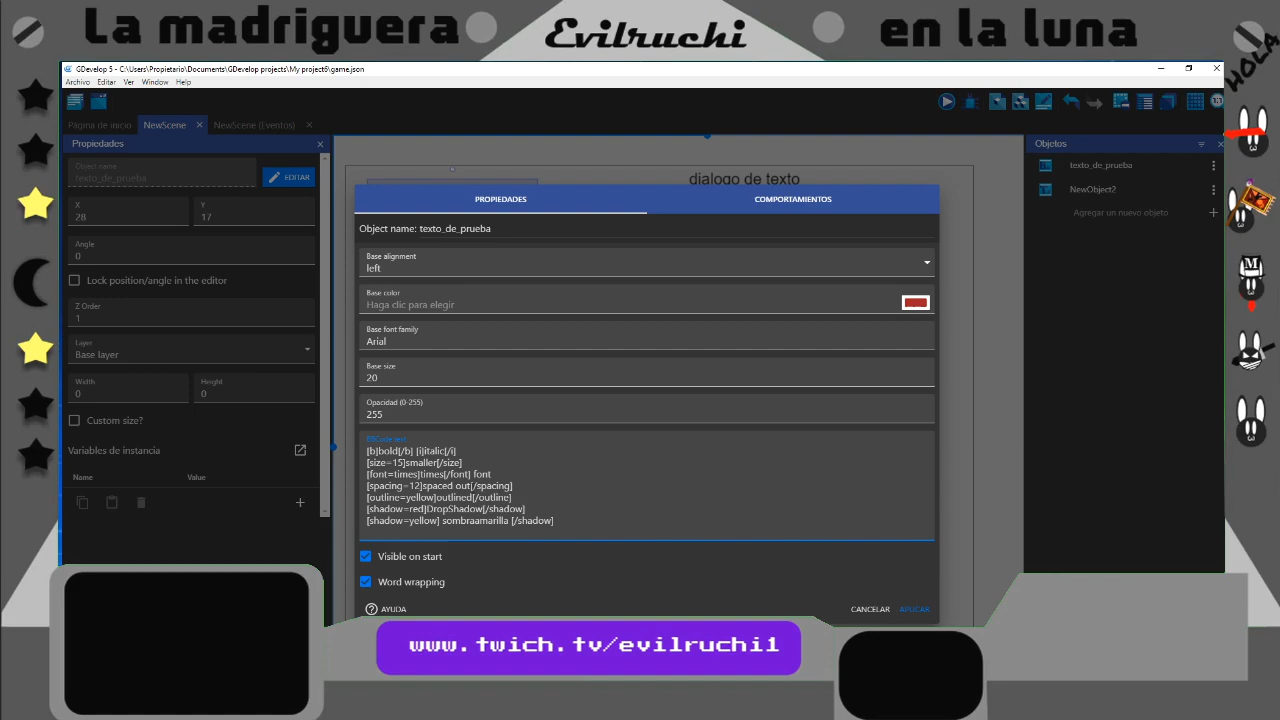 La madriguera
Evilruchi
en la luna
HOLA
GDevelop 5 - C:\Users\Propietario\Documents\GDevelop projects\My project6\game.json
Archivo Editar Ver Window Help
Página de inicio NewScene NewScene (Eventos)
Propiedades
Object name
texto_de_prueba
EDITAR
X
28
Y
17
Angle
0
Lock position/angle in the editor
Z Order
1
Layer
Base layer
Width
0
Height
0
Custom size?
Variables de instancia
Name Value
dialogo de texto
PROPIEDADES COMPORTAMIENTOS
Object name: texto_de_prueba
Base alignment
left
Base color
Haga clic para elegir
Base font family
Arial
Base size
20
Opacidad (0-255)
255
BBCode text
[b]bold[/b] [i]italic[/i]
[size=15]smaller[/size]
[font=times]times[/font] font
[spacing=12]spaced out[/spacing]
[outline=yellow]outlined[/outline]
[shadow=red]DropShadow[/shadow]
[shadow=yellow] sombraamarilla [/shadow]
Visible on start
Word wrapping
AYUDA
CANCELAR APLICAR
Objetos
texto_de_prueba
NewObject2
Agregar un nuevo objeto
1:1
M
www.twich.tv/evilruchi1